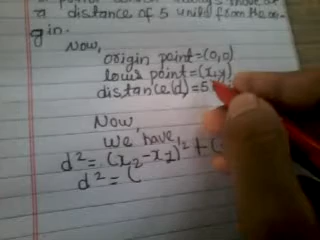 a distance of 5 units from the or-
gin.
Now,
origin point=(0,0)
locus point=(x,y)
distance(d)=5
Now
We have,
d²=(x₂-x₁)²+(
d²=(